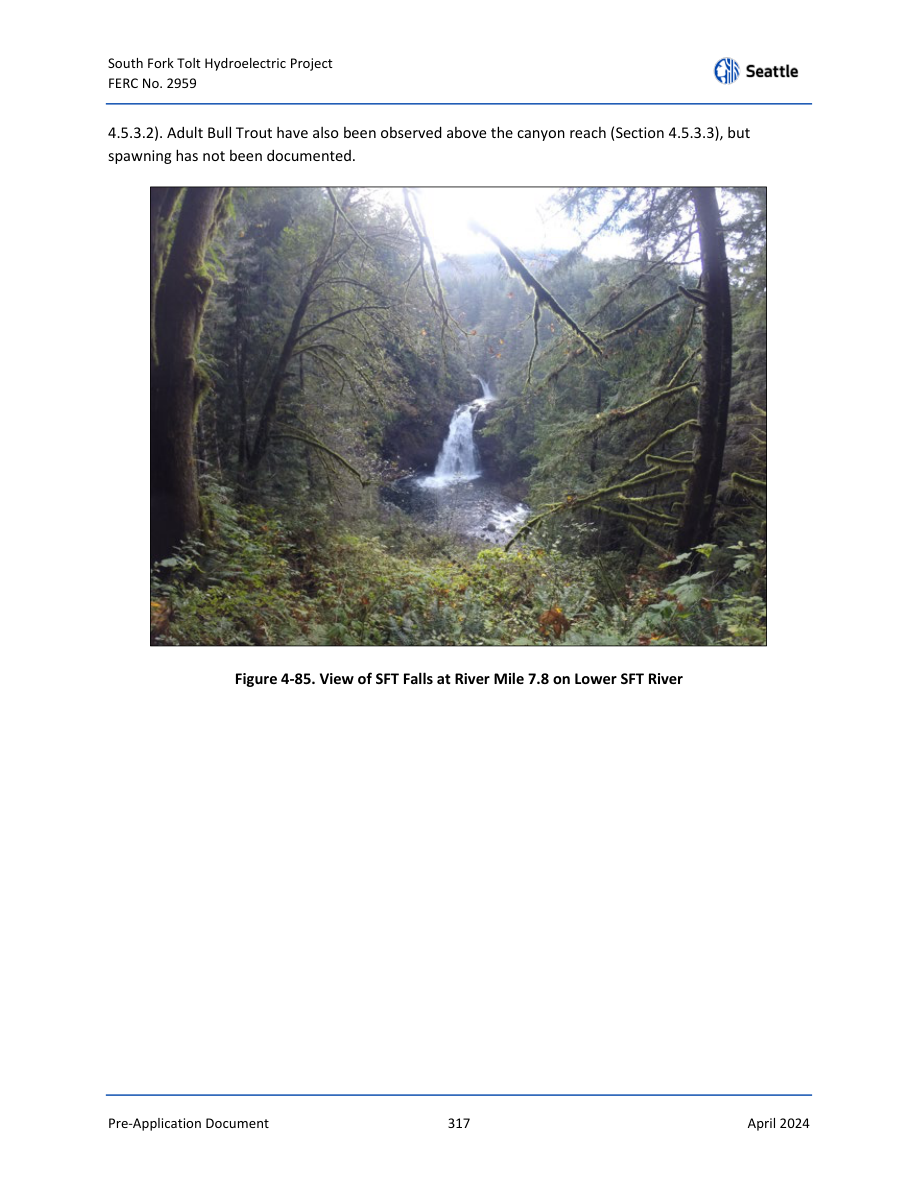 South Fork Tolt Hydroelectric Project
FERC No. 2959
Seattle
4.5.3.2). Adult Bull Trout have also been observed above the canyon reach (Section 4.5.3.3), but
spawning has not been documented.
Figure 4-85. View of SFT Falls at River Mile 7.8 on Lower SFT River
Pre-Application Document
317
April 2024